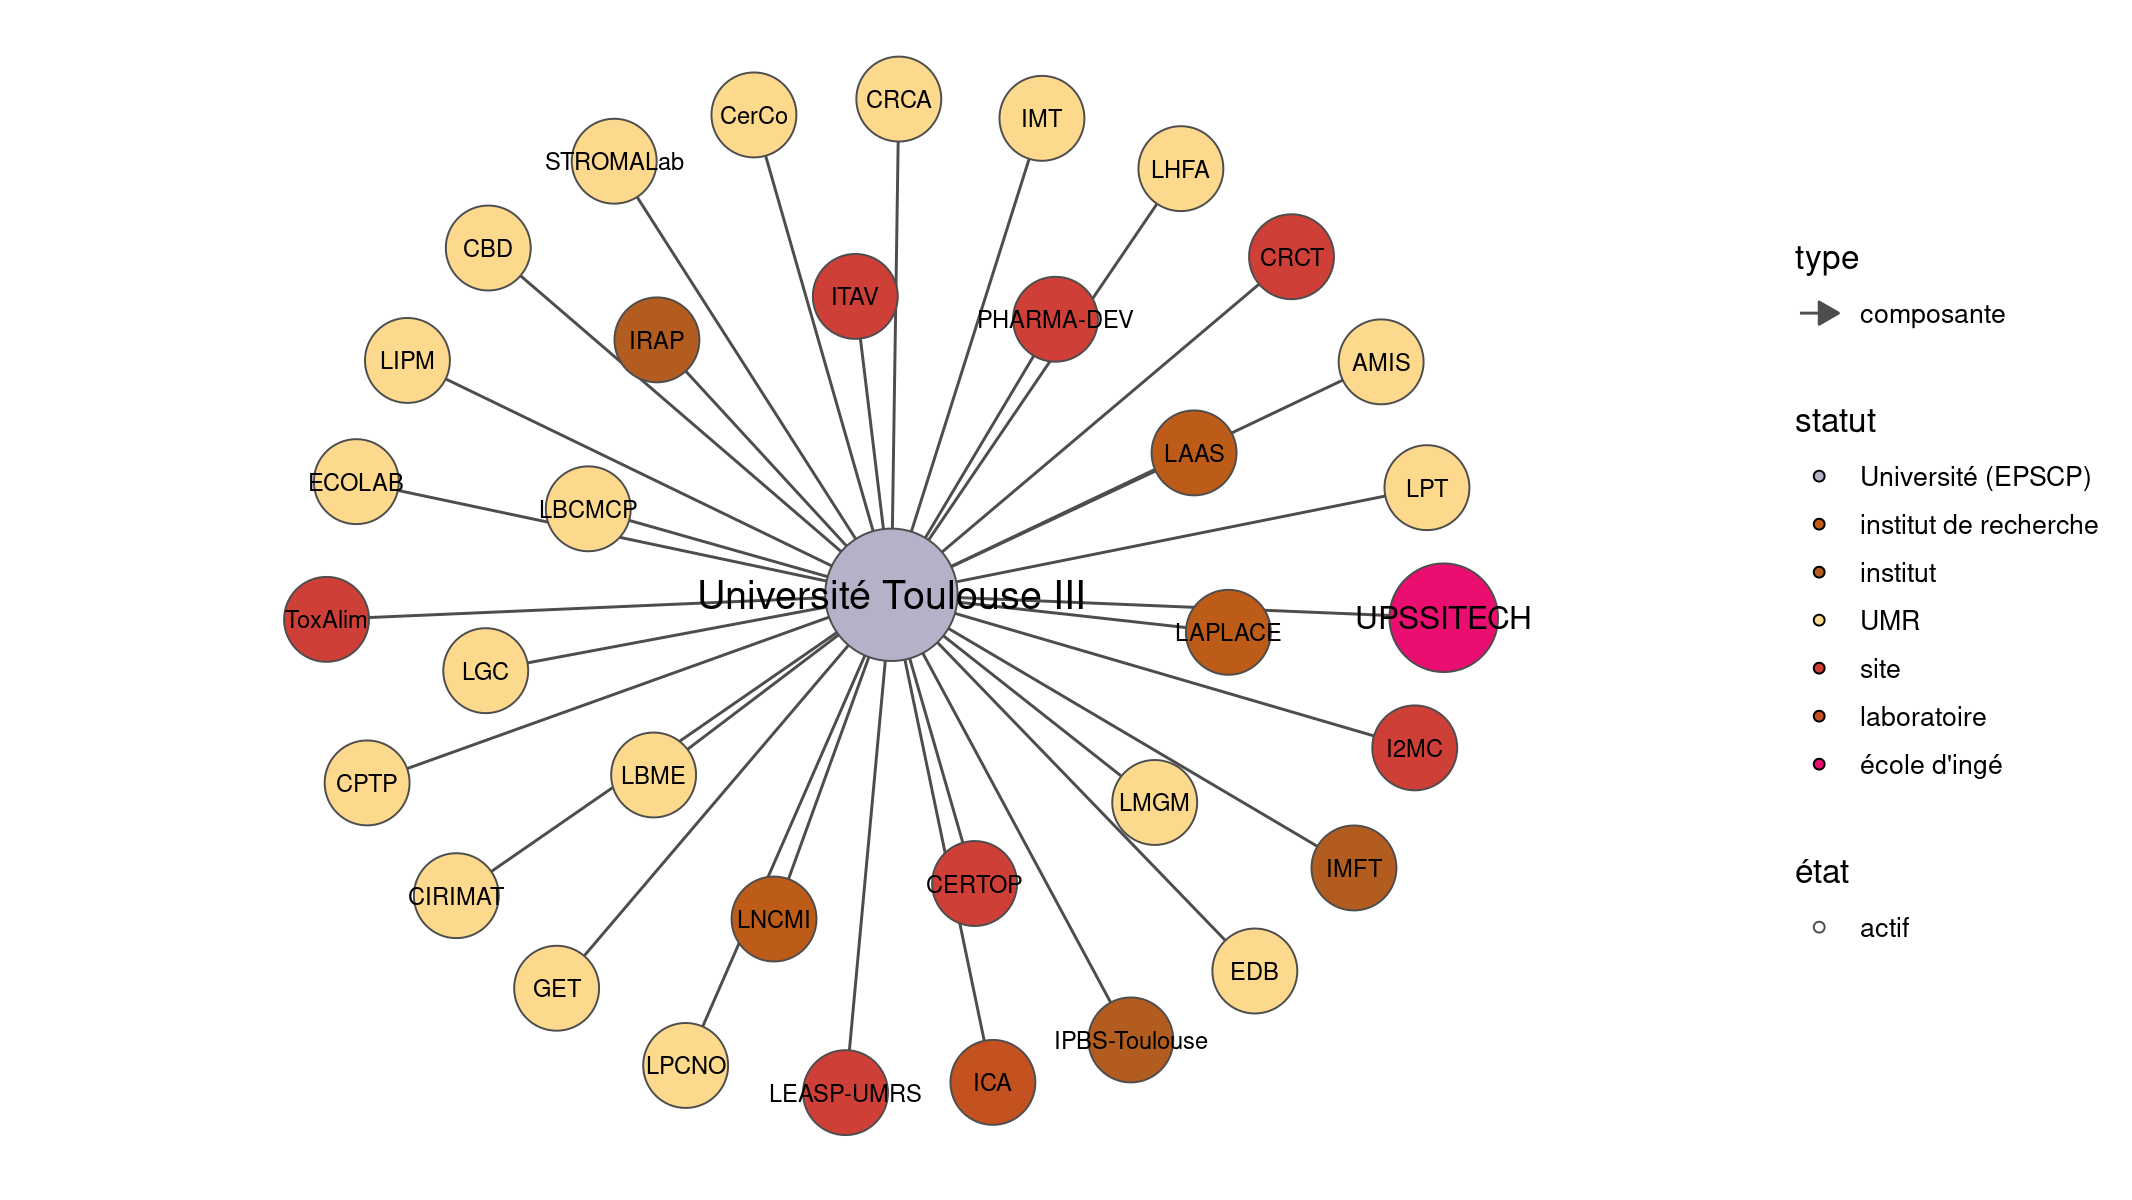 CRCA
CerCo
IMT
STROMALab
LHFA
CBD
CRCT
ITAV
PHARMA-DEV
IRAP
LIPM
AMIS
LAAS
ECOLAB
LPT
LBCMCP
Université Toulouse III
ToxAlim
UPSSITECH
LAPLACE
LGC
I2MC
CPTP
LBME
LMGM
IMFT
CERTOP
CIRIMAT
LNCMI
EDB
GET
IPBS-Toulouse
LPCNO
ICA
LEASP-UMRS
type
composante
statut
Université (EPSCP)
institut de recherche
institut
UMR
site
laboratoire
école d'ingé
état
actif